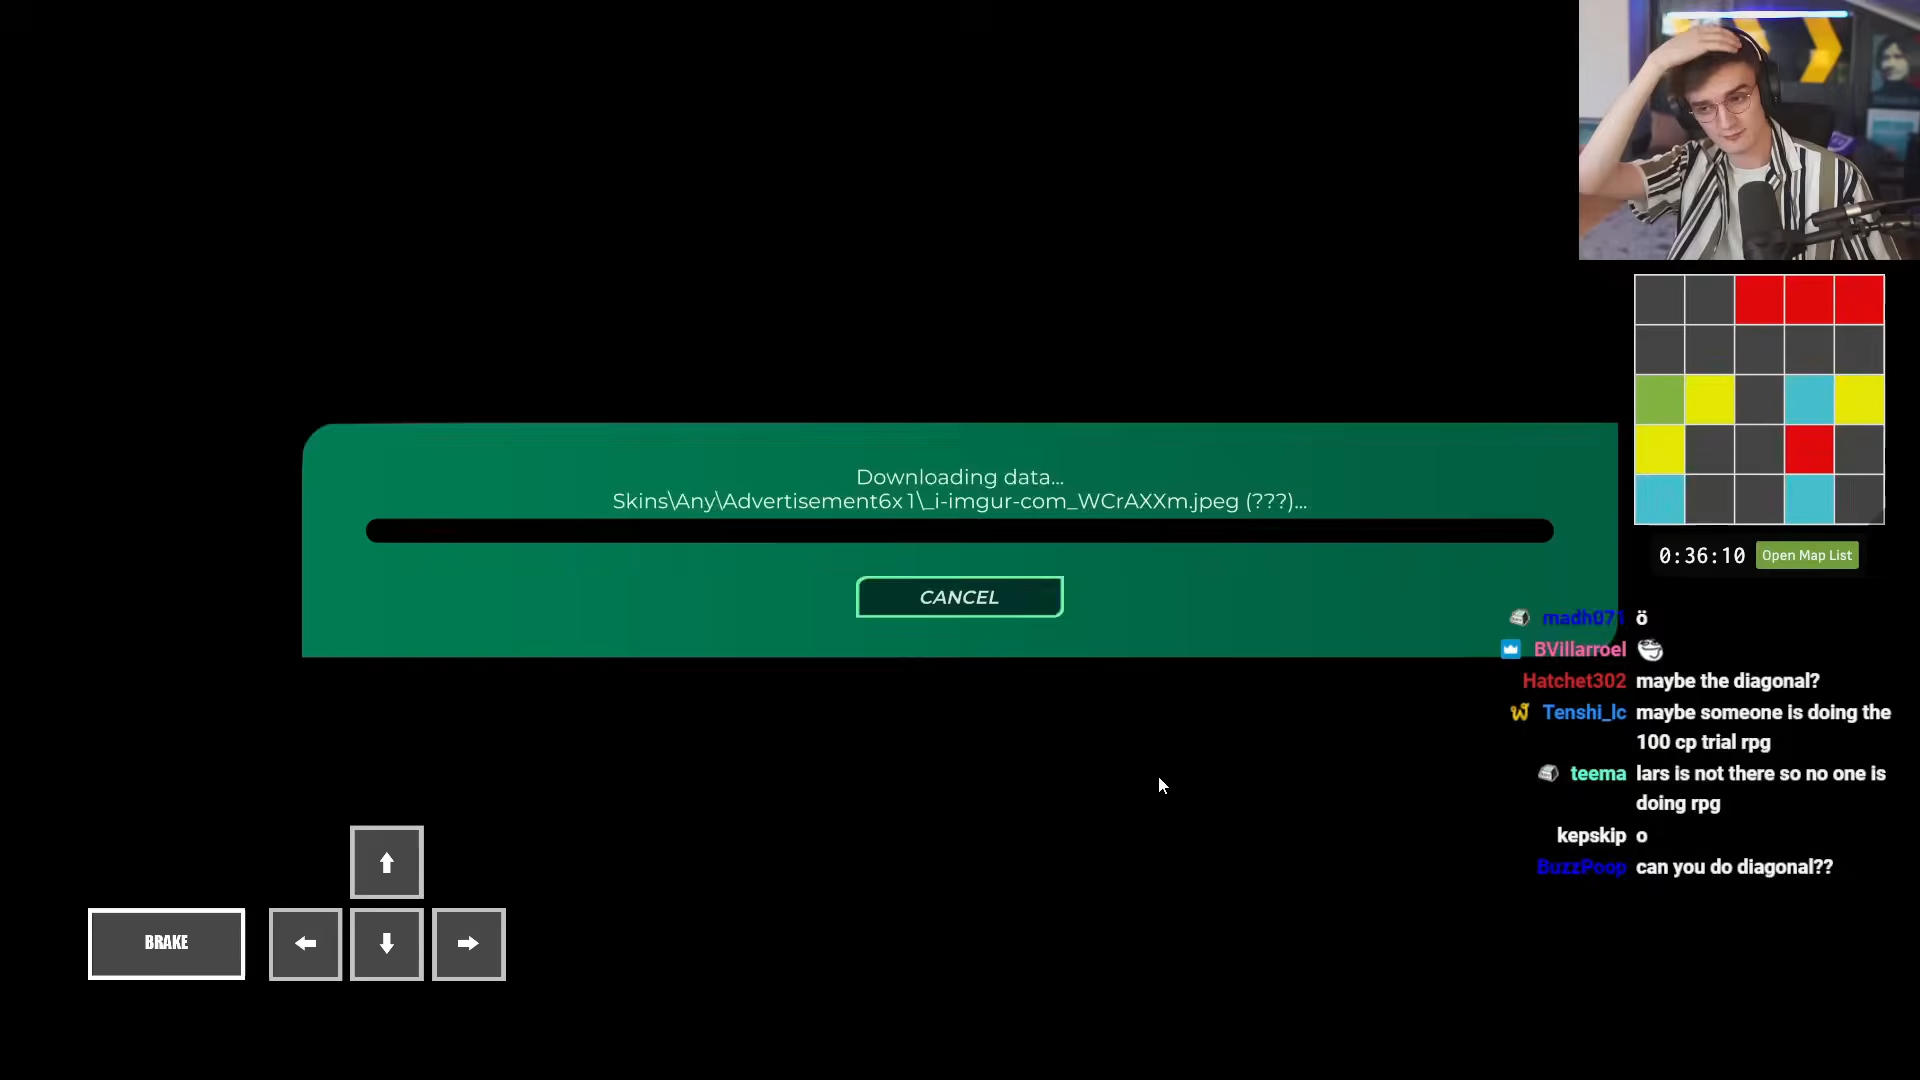 Downloading data...
Skins\Any\Advertisement6x1\_i-imgur-com_WCrAXXm.jpeg (???)...
CANCEL
0:36:10 Open Map List
madh071 ö
BVillarroel
Hatchet302 maybe the diagonal?
Tenshi_lc maybe someone is doing the
100 cp trial rpg
teema lars is not there so no one is
doing rpg
kepskip o
BuzzPoop can you do diagonal??
BRAKE